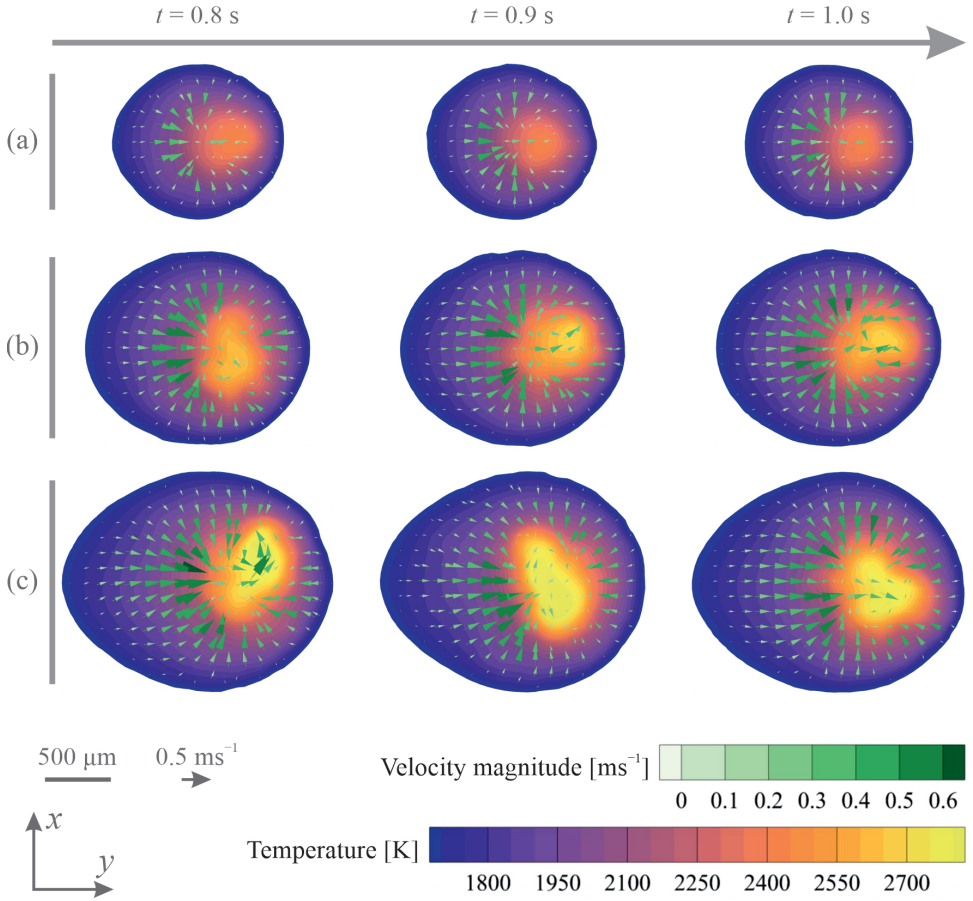 t = 0.8 s t = 0.9 s t = 1.0 s
(a)
(b)
(c)
500 µm 0.5 ms⁻¹
Velocity magnitude [ms⁻¹]
0 0.1 0.2 0.3 0.4 0.5 0.6
x
y
Temperature [K]
1800 1950 2100 2250 2400 2550 2700